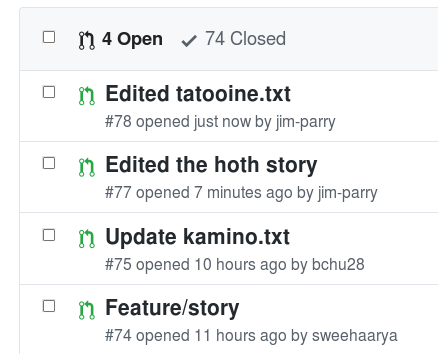 4 Open 74 Closed
Edited tatooine.txt
#78 opened just now by jim-parry
Edited the hoth story
#77 opened 7 minutes ago by jim-parry
Update kamino.txt
#75 opened 10 hours ago by bchu28
Feature/story
#74 opened 11 hours ago by sweehaarya